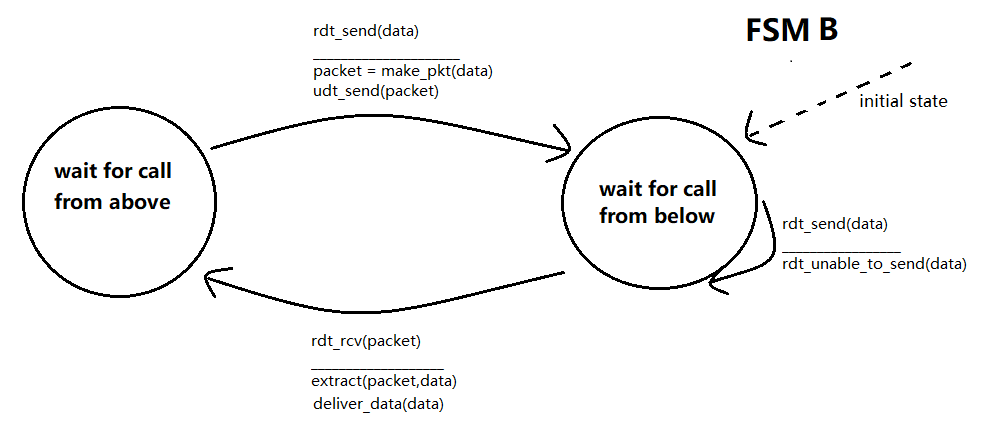 FSM B
rdt_send(data)
packet = make_pkt(data)
udt_send(packet)
initial state
wait for call
from above
wait for call
from below
rdt_send(data)
rdt_unable_to_send(data)
rdt_rcv(packet)
extract(packet,data)
deliver_data(data)